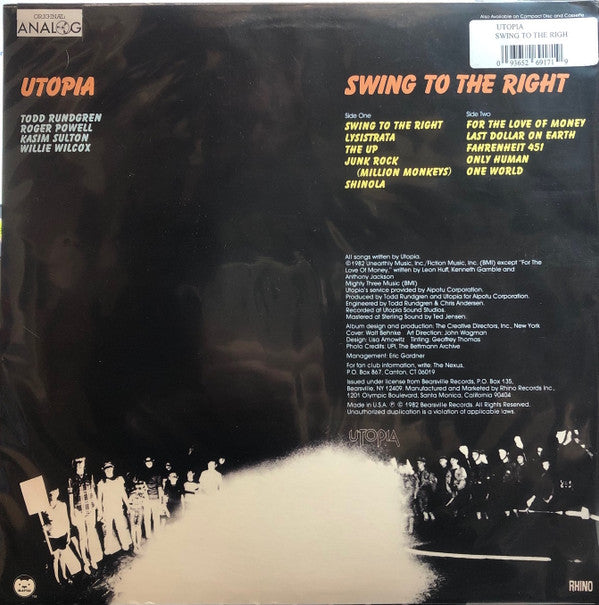 ORIGINAL
ANALOG
Also Available on Compact Disc and Cassette
UTOPIA
SWING TO THE RIGH
0 93652 69171 9
UTOPIA
TODD RUNDGREN
ROGER POWELL
KASIM SULTON
WILLIE WILCOX
SWING TO THE RIGHT
Side One
SWING TO THE RIGHT
LYSISTRATA
THE UP
JUNK ROCK
(MILLION MONKEYS)
SHINOLA
Side Two
FOR THE LOVE OF MONEY
LAST DOLLAR ON EARTH
FAHRENHEIT 451
ONLY HUMAN
ONE WORLD
All songs written by Utopia.
©1982 Unearthly Music, Inc./Fiction Music, Inc. (BMI) except "For The
Love Of Money," written by Leon Huff, Kenneth Gamble and
Anthony Jackson
Mighty Three Music (BMI)
Utopia's service provided by Alpotu Corporation.
Produced by Todd Rundgren and Utopia for Alpotu Corporation.
Engineered by Todd Rundgren & Chris Andersen.
Recorded at Utopia Sound Studios.
Mastered at Sterling Sound by Ted Jensen.
Album design and production: The Creative Directors, Inc., New York
Cover: Walt Behnke Art Direction: John Wagman
Design: Lisa Amowitz Tinting: Geoffrey Thomas
Photo Credits: UPI, The Bettmann Archive
Management: Eric Gardner
For fan club information, write: The Nexus,
P.O. Box 867, Canton, CT 06019
Issued under license from Bearsville Records, P.O. Box 135,
Bearsville, NY 12409. Manufactured and Marketed by Rhino Records Inc.,
1201 Olympic Boulevard, Santa Monica, California 90404
Made in U.S.A. ℗ © 1982 Bearsville Records. All Rights Reserved.
Unauthorized duplication is a violation of applicable laws.
UTOPIA
RHINO